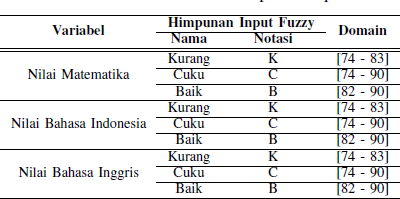 Variabel Himpunan Input Fuzzy Domain
Nama Notasi
Nilai Matematika Kurang K [74 - 83]
Cuku C [74 - 90]
Baik B [82 - 90]
Nilai Bahasa Indonesia Kurang K [74 - 83]
Cuku C [74 - 90]
Baik B [82 - 90]
Nilai Bahasa Inggris Kurang K [74 - 83]
Cuku C [74 - 90]
Baik B [82 - 90]